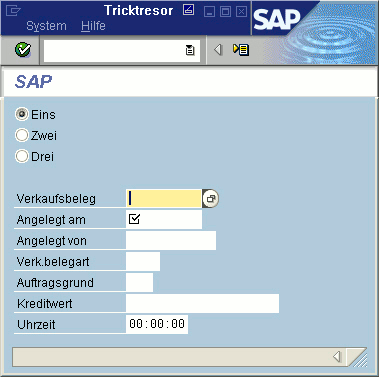 Tricktresor
SAP
System Hilfe
SAP
Eins
Zwei
Drei
Verkaufsbeleg
Angelegt am
Angelegt von
Verk.belegart
Auftragsgrund
Kreditwert
Uhrzeit 00:00:00